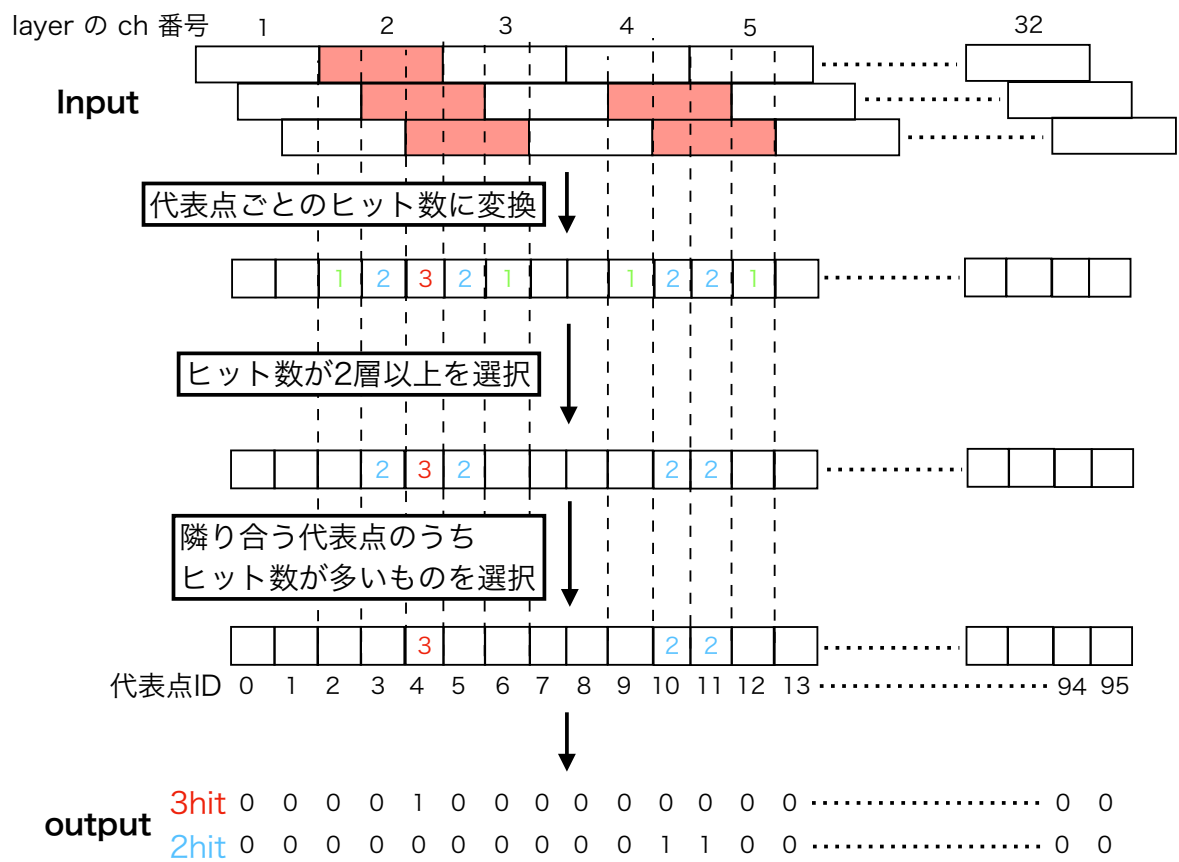 layer の ch 番号 1 2 3 4 5 32
Input
代表点ごとのヒット数に変換
1 2 3 2 1 1 2 2 1
ヒット数が2層以上を選択
2 3 2 2 2
隣り合う代表点のうち
ヒット数が多いものを選択
3 2 2
代表点ID 0 1 2 3 4 5 6 7 8 9 10 11 12 13 94 95
3hit 0 0 0 0 1 0 0 0 0 0 0 0 0 0 0 0
output
2hit 0 0 0 0 0 0 0 0 0 0 1 1 0 0 0 0